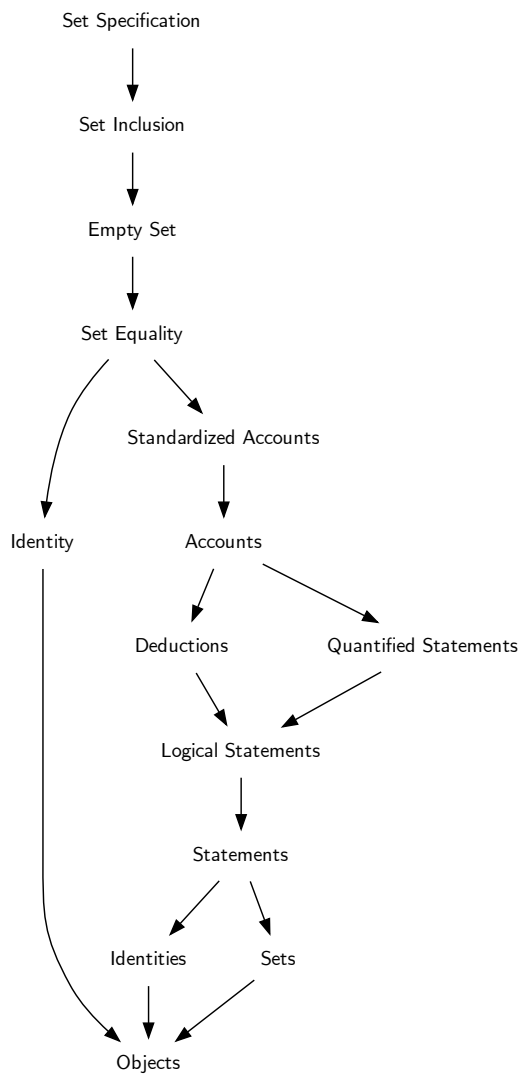 Set Specification
Set Inclusion
Empty Set
Set Equality
Standardized Accounts
Identity
Accounts
Deductions
Quantified Statements
Logical Statements
Statements
Identities
Sets
Objects